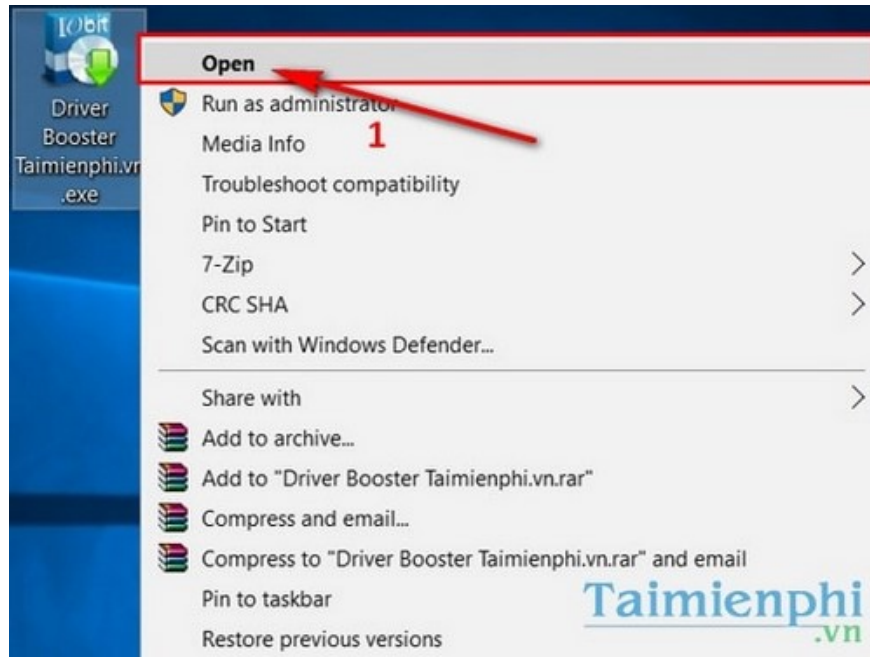 IObit
Driver
Booster
Taimienphi.vn
.exe
Open
Run as administrator
1
Media Info
Troubleshoot compatibility
Pin to Start
7-Zip
CRC SHA
Scan with Windows Defender...
Share with
Add to archive...
Add to "Driver Booster Taimienphi.vn.rar"
Compress and email...
Compress to "Driver Booster Taimienphi.vn.rar" and email
Pin to taskbar
Restore previous versions
Taimienphi
.vn